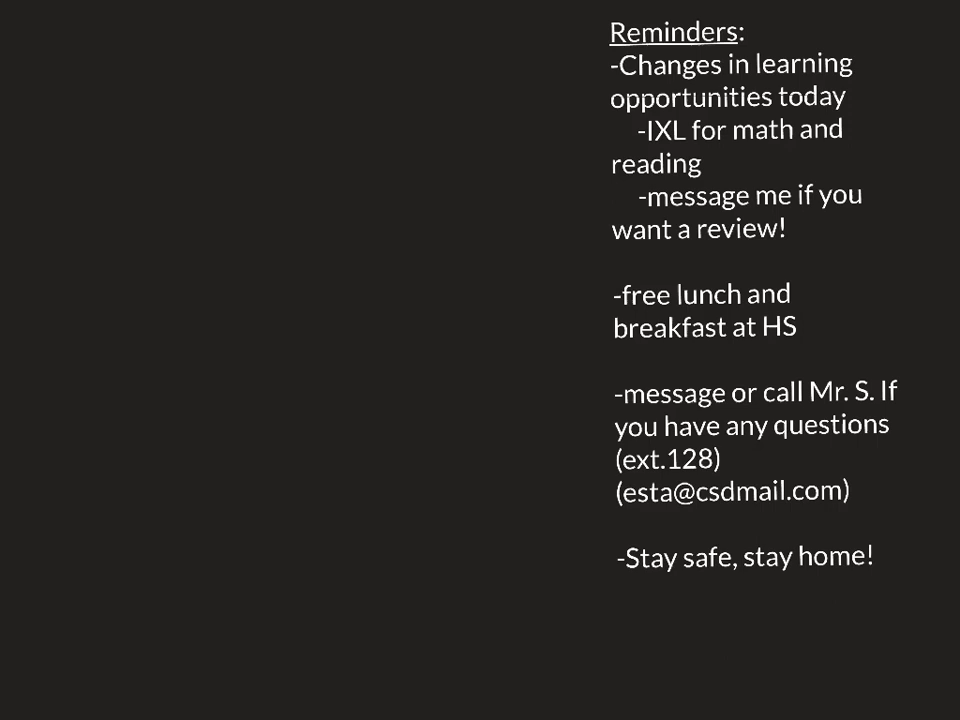 Reminders:
-Changes in learning
opportunities today
-IXL for math and
reading
-message me if you
want a review!
-free lunch and
breakfast at HS
-message or call Mr. S. If
you have any questions
(ext.128)
(esta@csdmail.com)
-Stay safe, stay home!